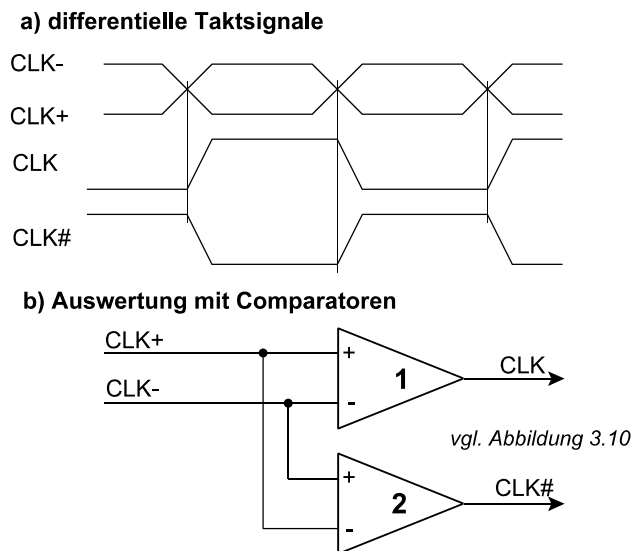 a) differentielle Taktsignale
CLK-
CLK+
CLK
CLK#
b) Auswertung mit Comparatoren
CLK+
+
1
CLK
CLK-
-
vgl. Abbildung 3.10
+
2
CLK#
-